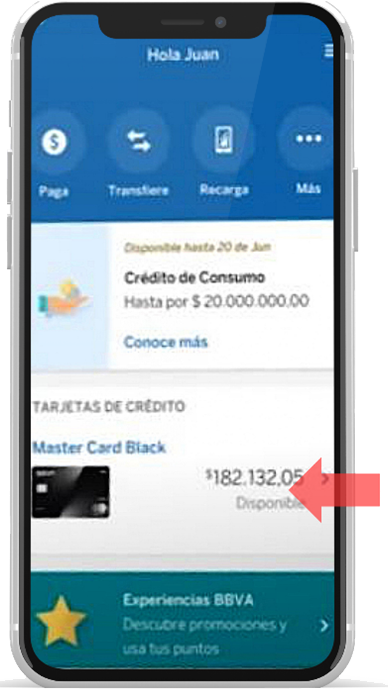 Hola Juan
Paga
Transfiere
Recarga
Más
Disponible hasta 20 de Jun
Crédito de Consumo
Hasta por $ 20.000.000,00
Conoce más
TARJETAS DE CRÉDITO
Master Card Black
$182.132,05
Disponible
Experiencias BBVA
Descubre promociones y
usa tus puntos